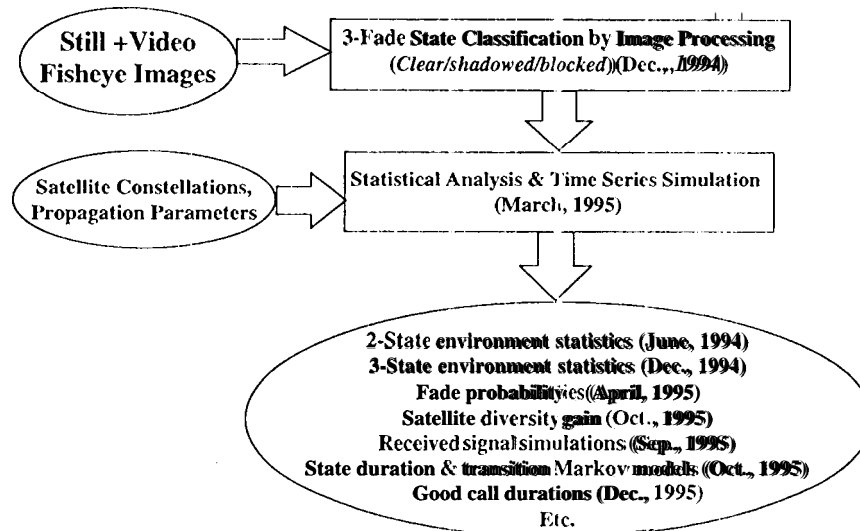 Still +Video
Fisheye Images
3-Fade State Classification by Image Processing
(Clear/shadowed/blocked) (Dec., 1994)
Satellite Constellations,
Propagation Parameters
Statistical Analysis & Time Series Simulation
(March, 1995)
2-State environment statistics (June, 1994)
3-State environment statistics (Dec., 1994)
Fade probabilities (April, 1995)
Satellite diversity gain (Oct., 1995)
Received signal simulations (Sep., 1995)
State duration & transition Markov models (Oct., 1995)
Good call durations (Dec., 1995)
Etc.